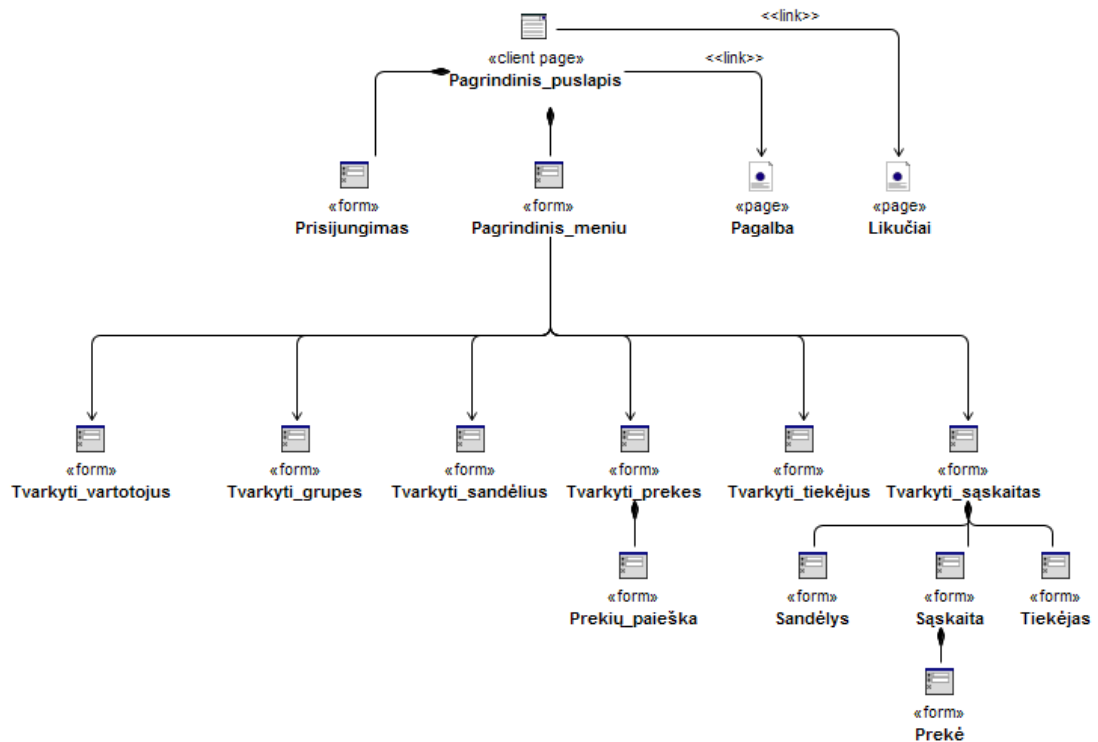 <<link>>
«client page»
<<link>>
Pagrindinis_puslapis
«form»
Prisijungimas
«form»
Pagrindinis_meniu
«page»
Pagalba
«page»
Likučiai
«form»
Tvarkyti_vartotojus
«form»
Tvarkyti_grupes
«form»
Tvarkyti_sandėlius
«form»
Tvarkyti_prekes
«form»
Tvarkyti_tiekėjus
«form»
Tvarkyti_sąskaitas
«form»
Prekių_paieška
«form»
Sandėlys
«form»
Sąskaita
«form»
Tiekėjas
«form»
Prekė